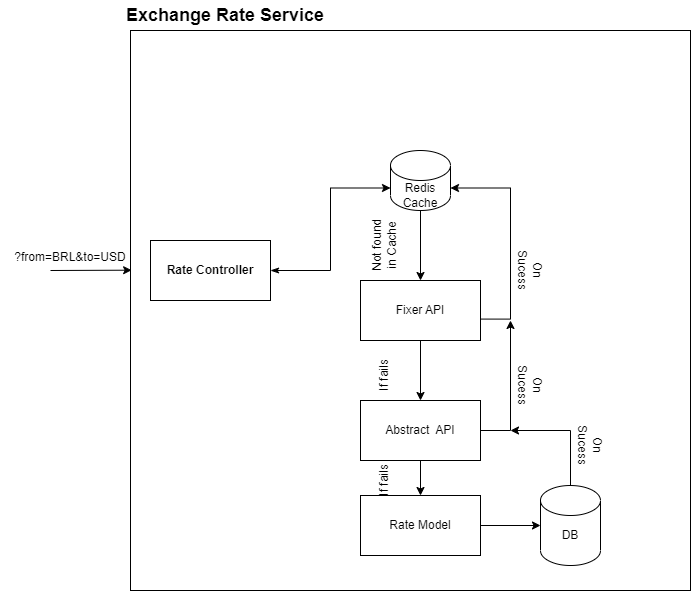 Exchange Rate Service
Redis
Cache
?from=BRL&to=USD
Rate Controller
Not found
in Cache
On
Sucess
Fixer API
If fails
On
Sucess
Abstract  API
On
Sucess
If fails
Rate Model
DB